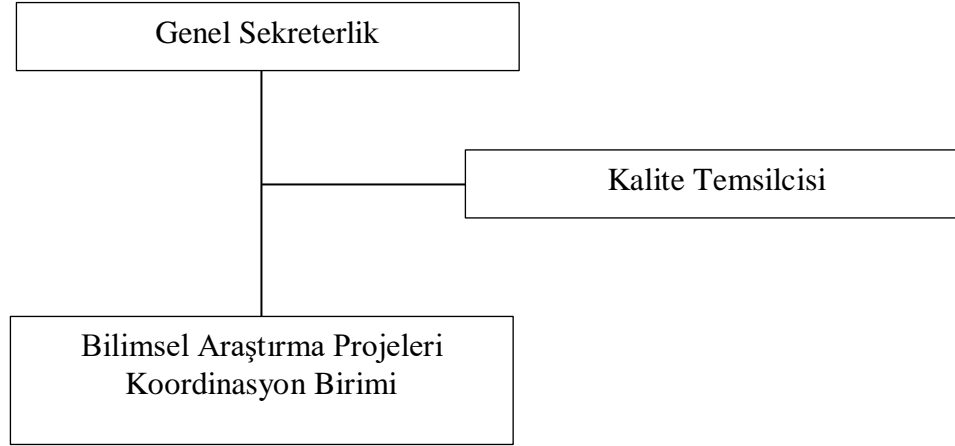 Genel Sekreterlik
Kalite Temsilcisi
Bilimsel Araştırma Projeleri
Koordinasyon Birimi